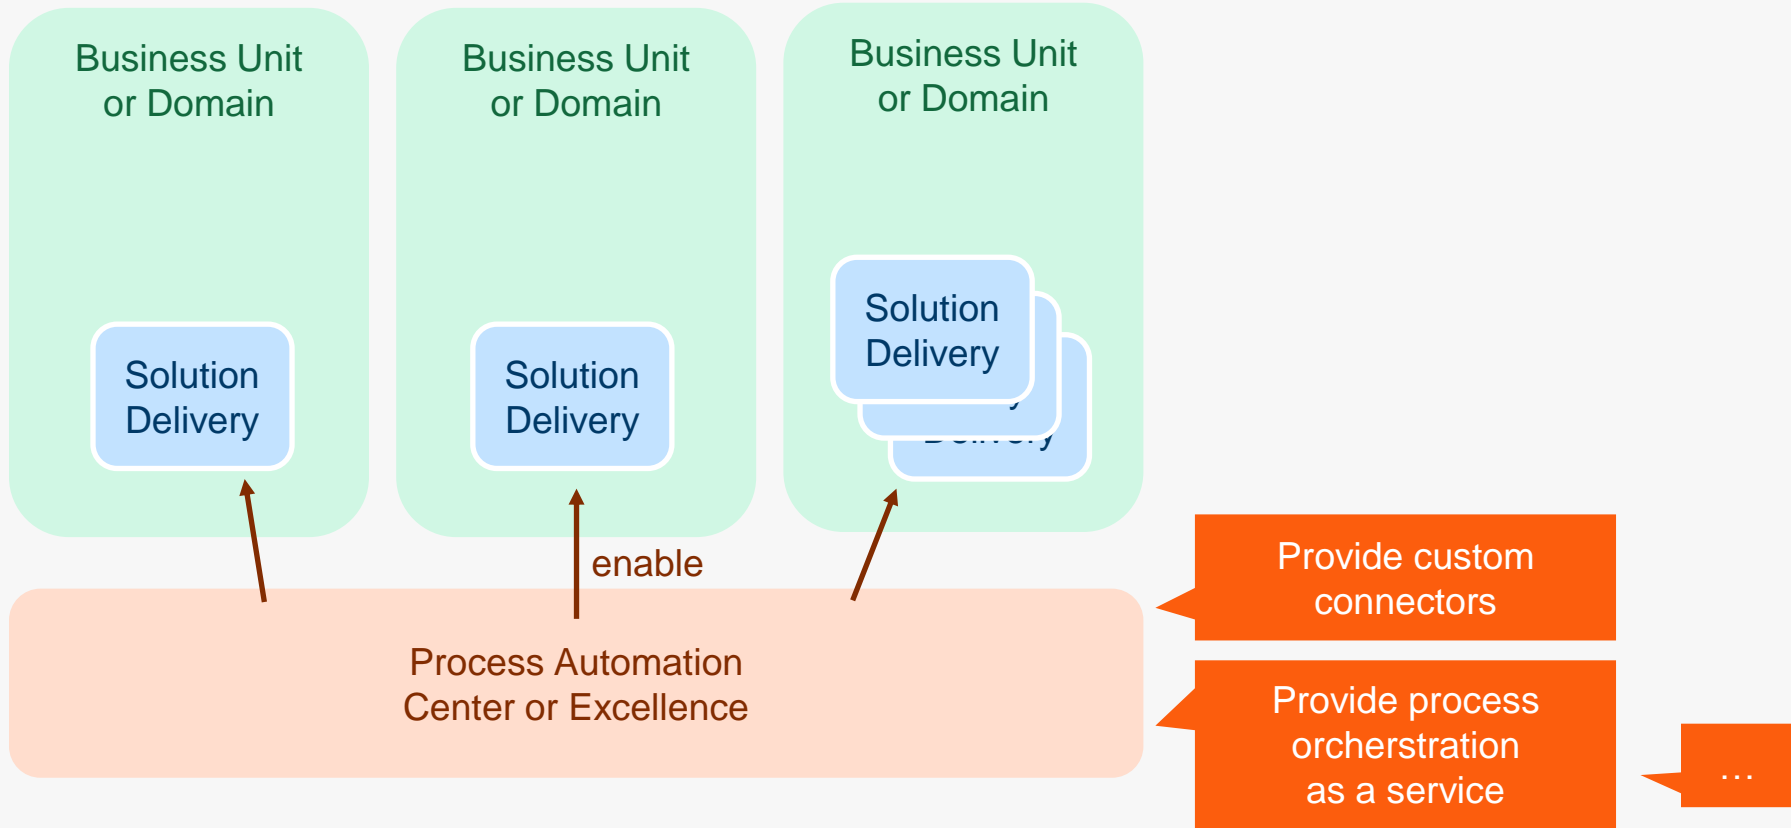 Business Unit
or Domain
Business Unit
or Domain
Business Unit
or Domain
Solution
Delivery
Solution
Delivery
Solution
Delivery
Delivery
enable
Process Automation
Center or Excellence
Provide custom
connectors
Provide process
orcherstration
as a service
...